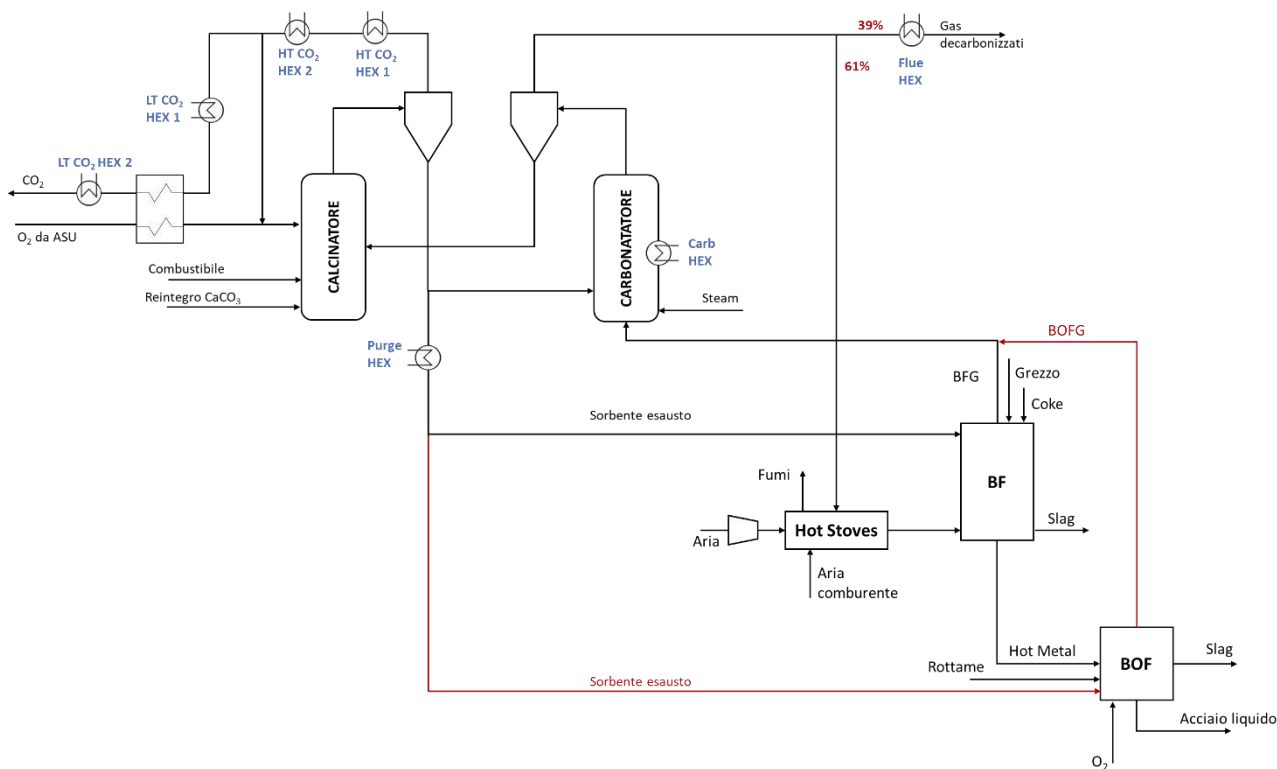 39%
Gas
decarbonizzati
HT CO₂
HEX 2
HT CO₂
HEX 1
61%
Flue
HEX
LT CO₂
HEX 1
LT CO₂ HEX 2
CO₂
O₂ da ASU
CALCINATORE
CARBONATATORE
Carb
HEX
Combustibile
Reintegro CaCO₃
Steam
Purge
HEX
BOFG
BFG
Grezzo
Coke
Sorbente esausto
Fumi
BF
Slag
Aria
Hot Stoves
Aria
comburente
Hot Metal
Rottame
BOF
Slag
Sorbente esausto
Acciaio liquido
O₂